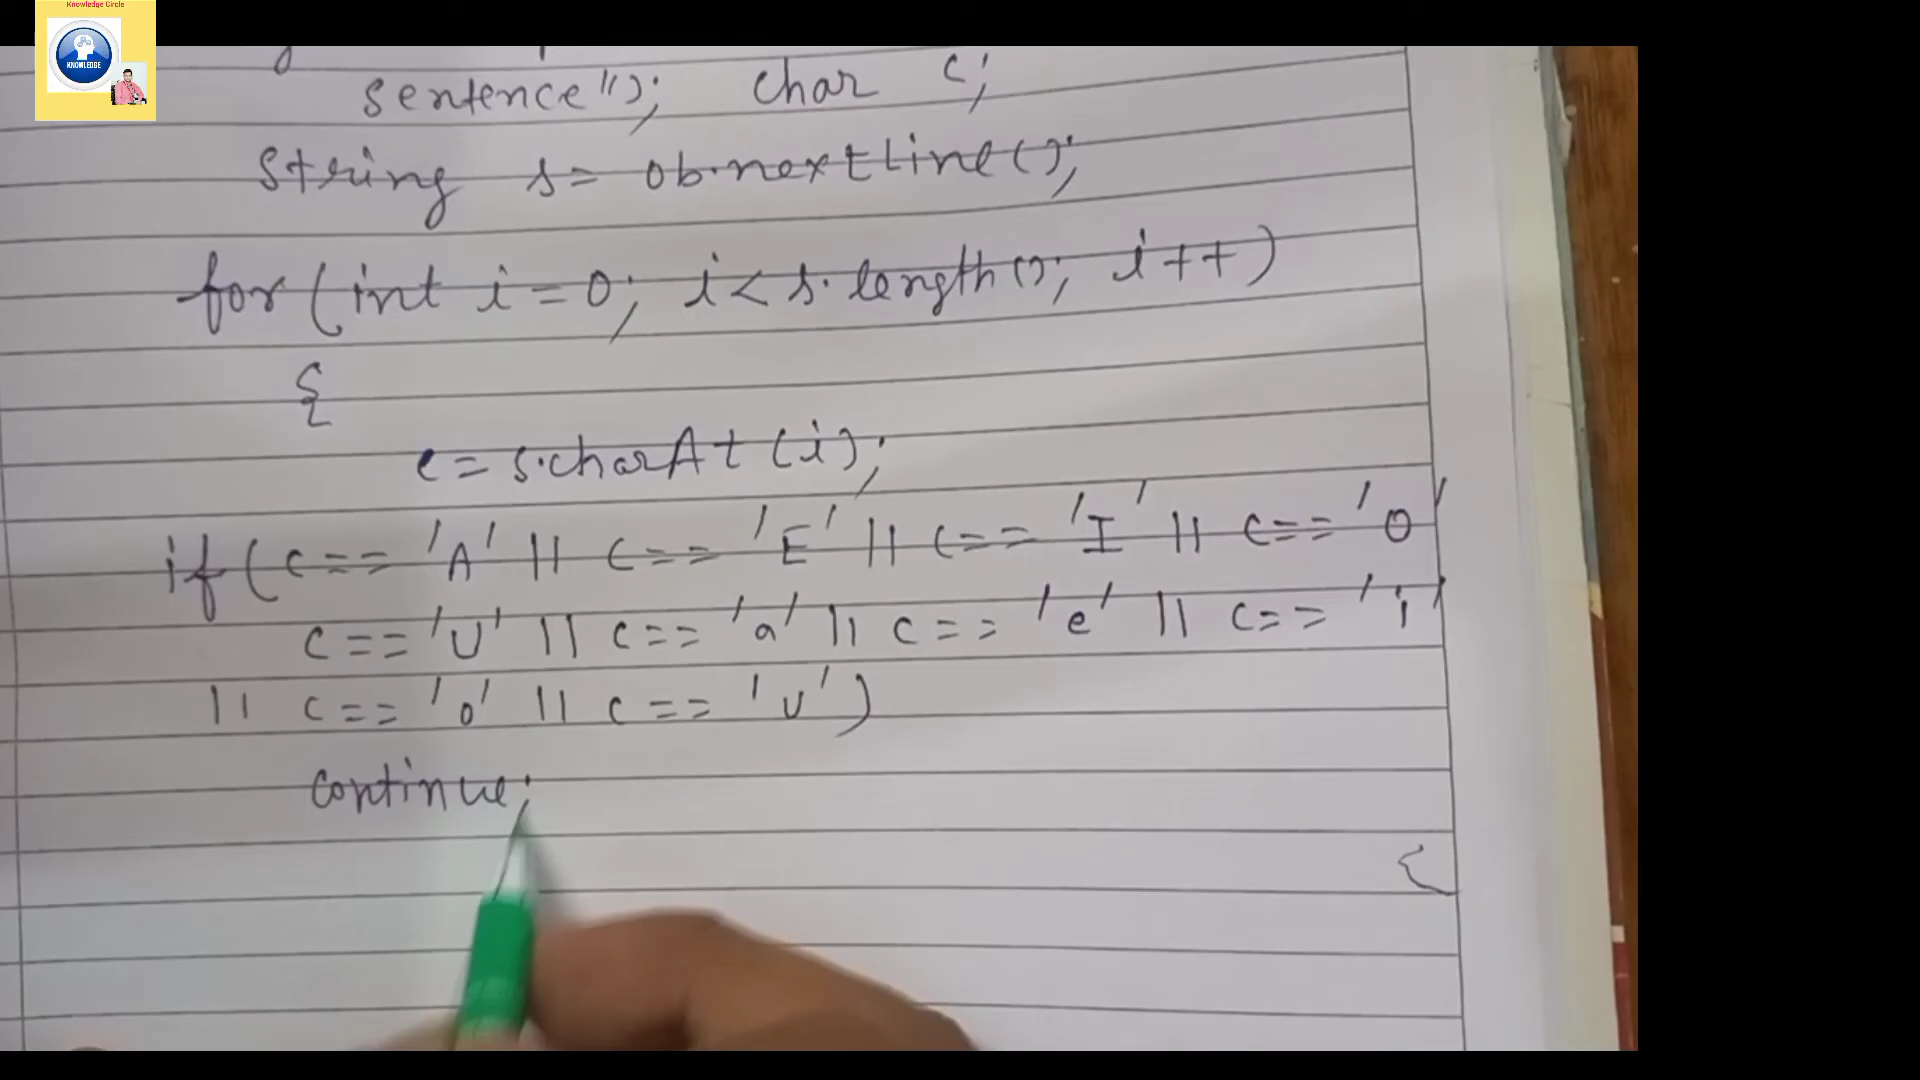 Knowledge Circle
KNOWLEDGE
sentence"); char c;
String s= ob.nextLine();
for(int i=0; i<s.length(); i++)
{
c=s.charAt(i);
if(c=='A' || c=='E' || c=='I' || c=='O'
c=='U' || c=='a' || c=='e' || c=='i'
|| c=='o' || c=='u')
continue;
{